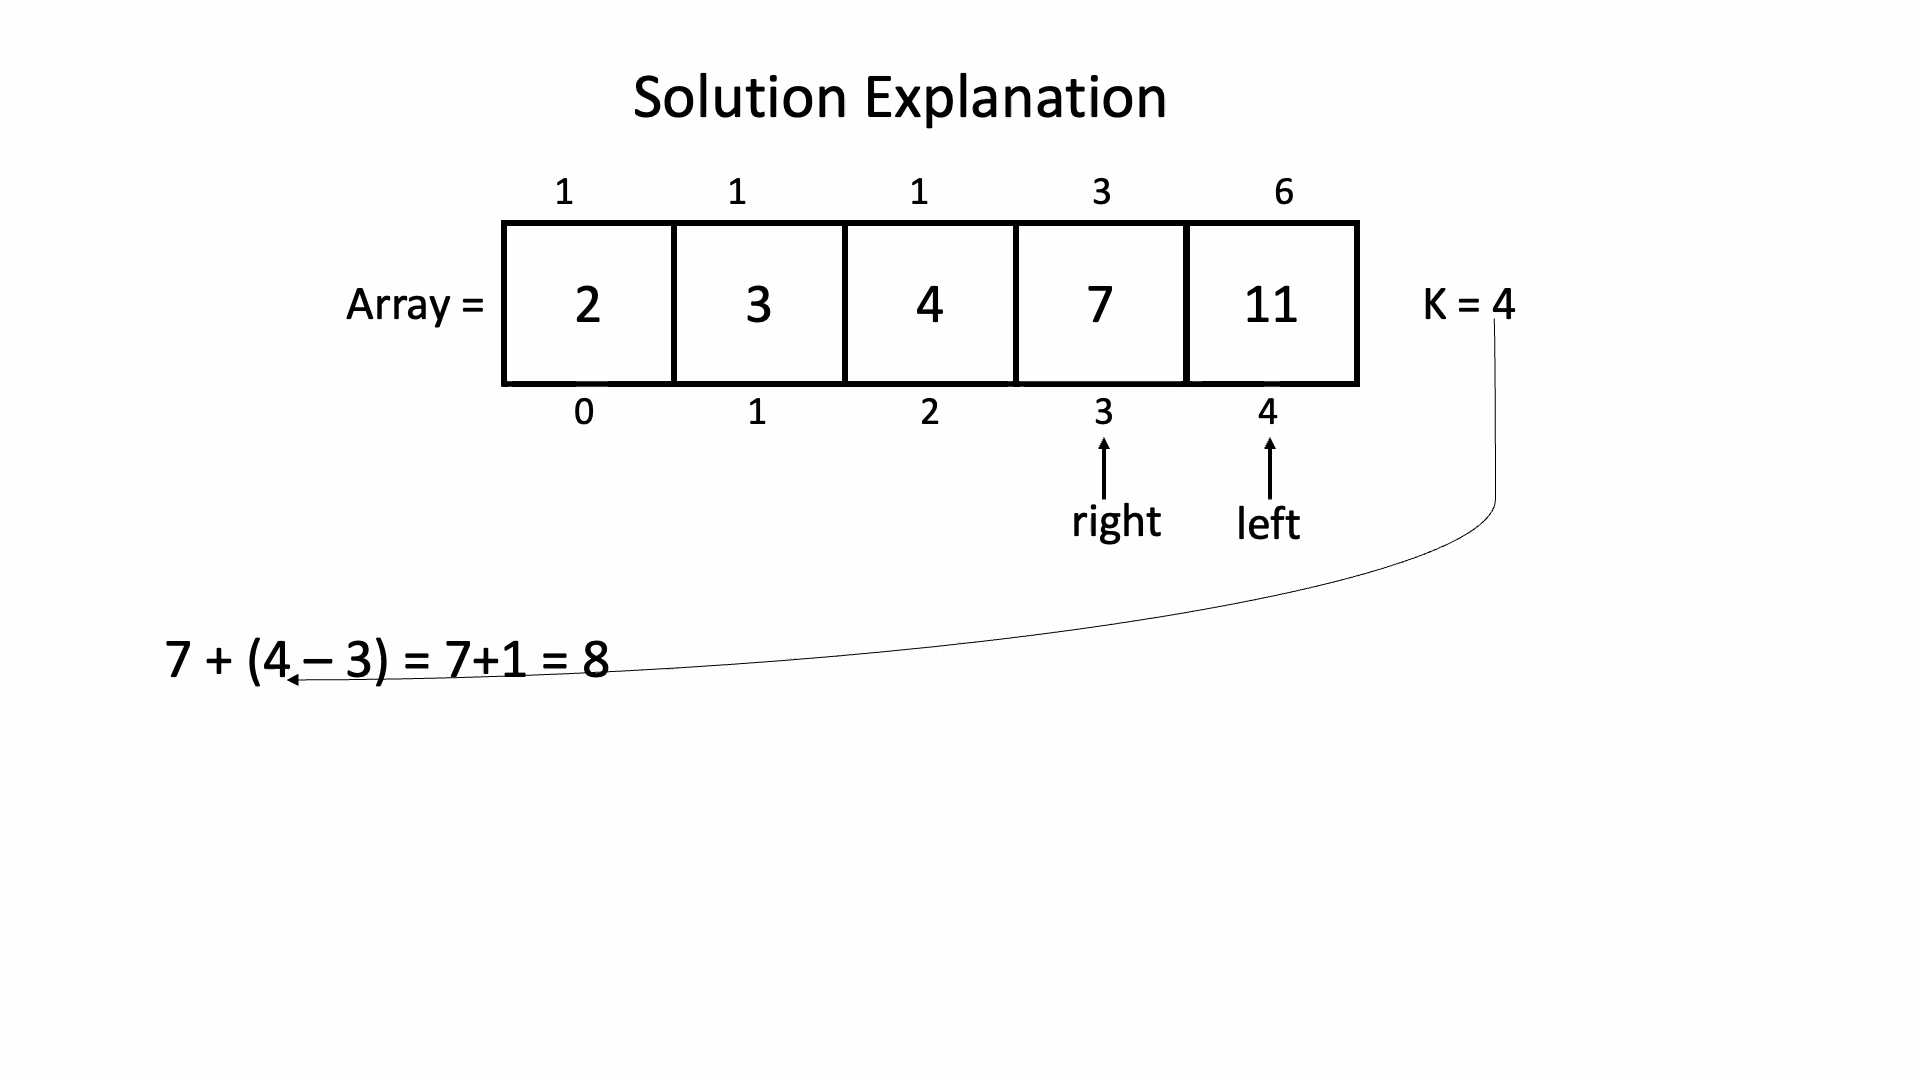 Solution Explanation
1 1 1 3 6
Array = 2 3 4 7 11 K = 4
0 1 2 3 4
right left
7 + (4 – 3) = 7+1 = 8